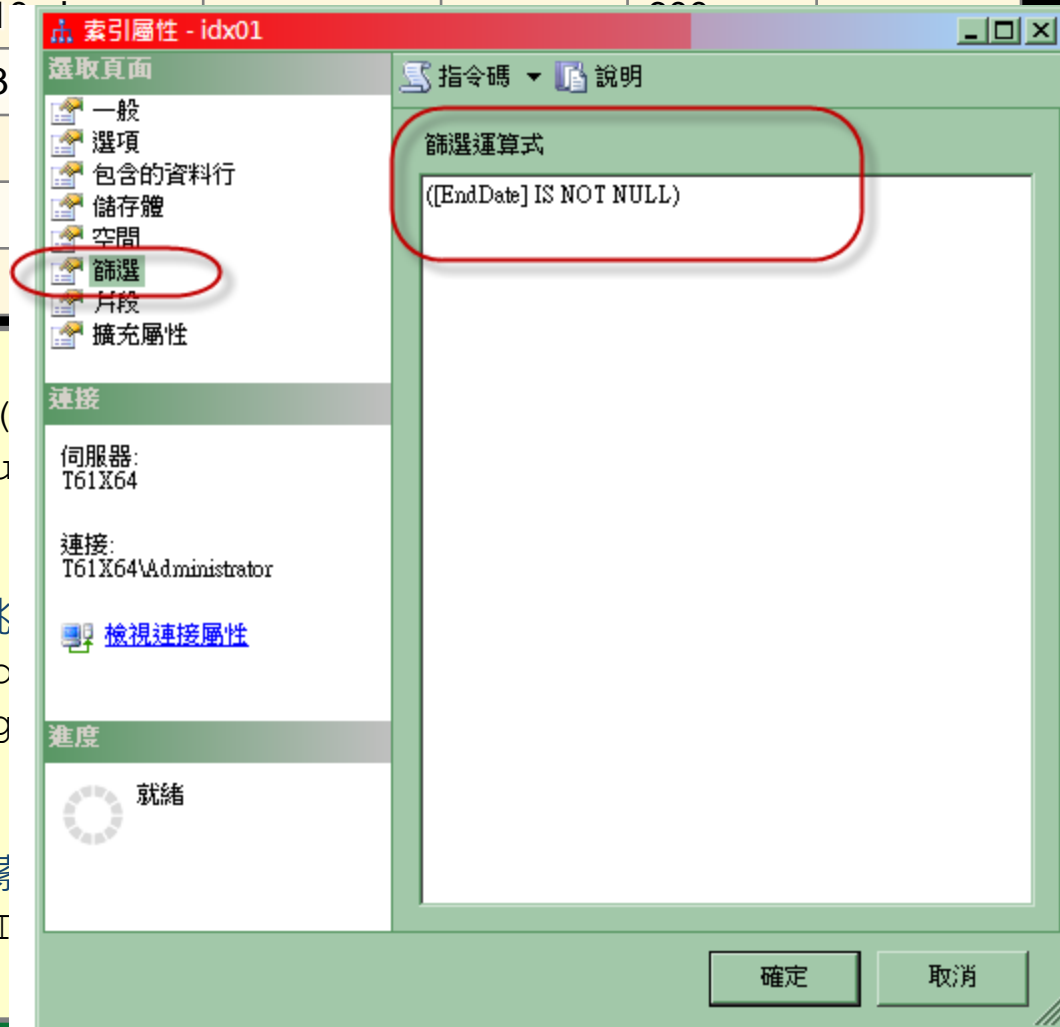 索引屬性 - idx01
選取頁面
一般
選項
包含的資料行
儲存體
空間
篩選
片段
擴充屬性
連接
伺服器:
T61X64
連接:
T61X64\Administrator
檢視連接屬性
進度
就緒
指令碼
說明
篩選運算式
([EndDate] IS NOT NULL)
確定
取消